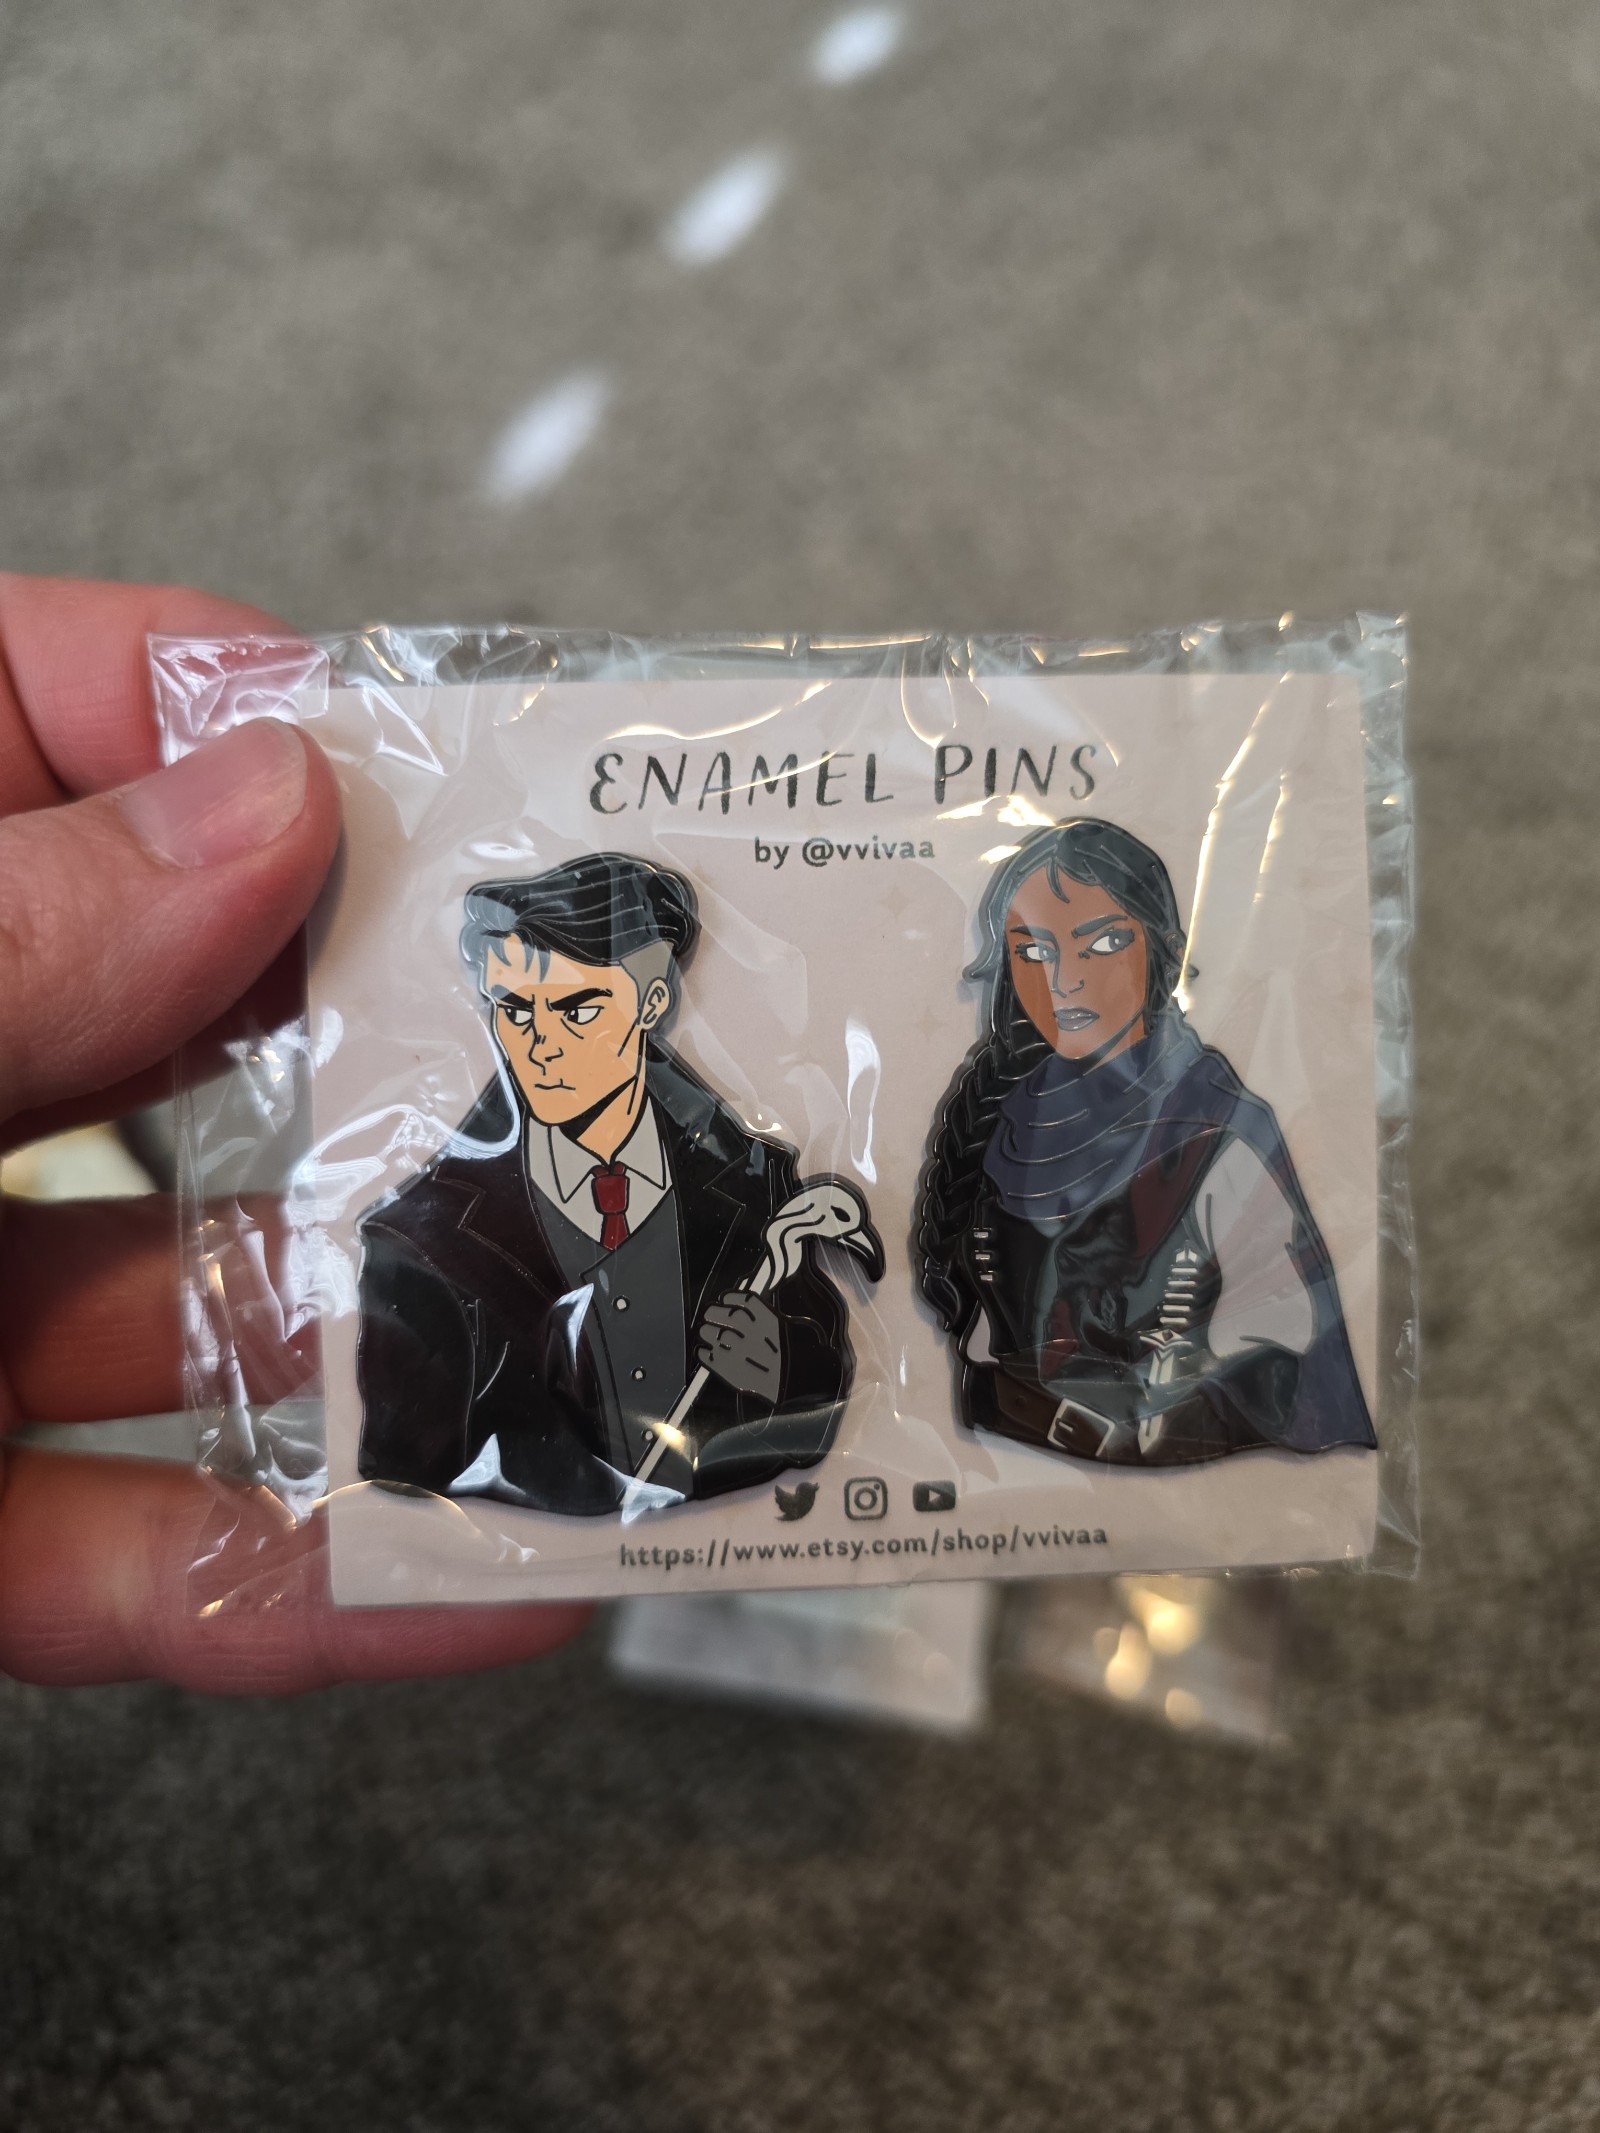 ENAMEL PINS
by @vvivaa
https://www.etsy.com/shop/vvivaa